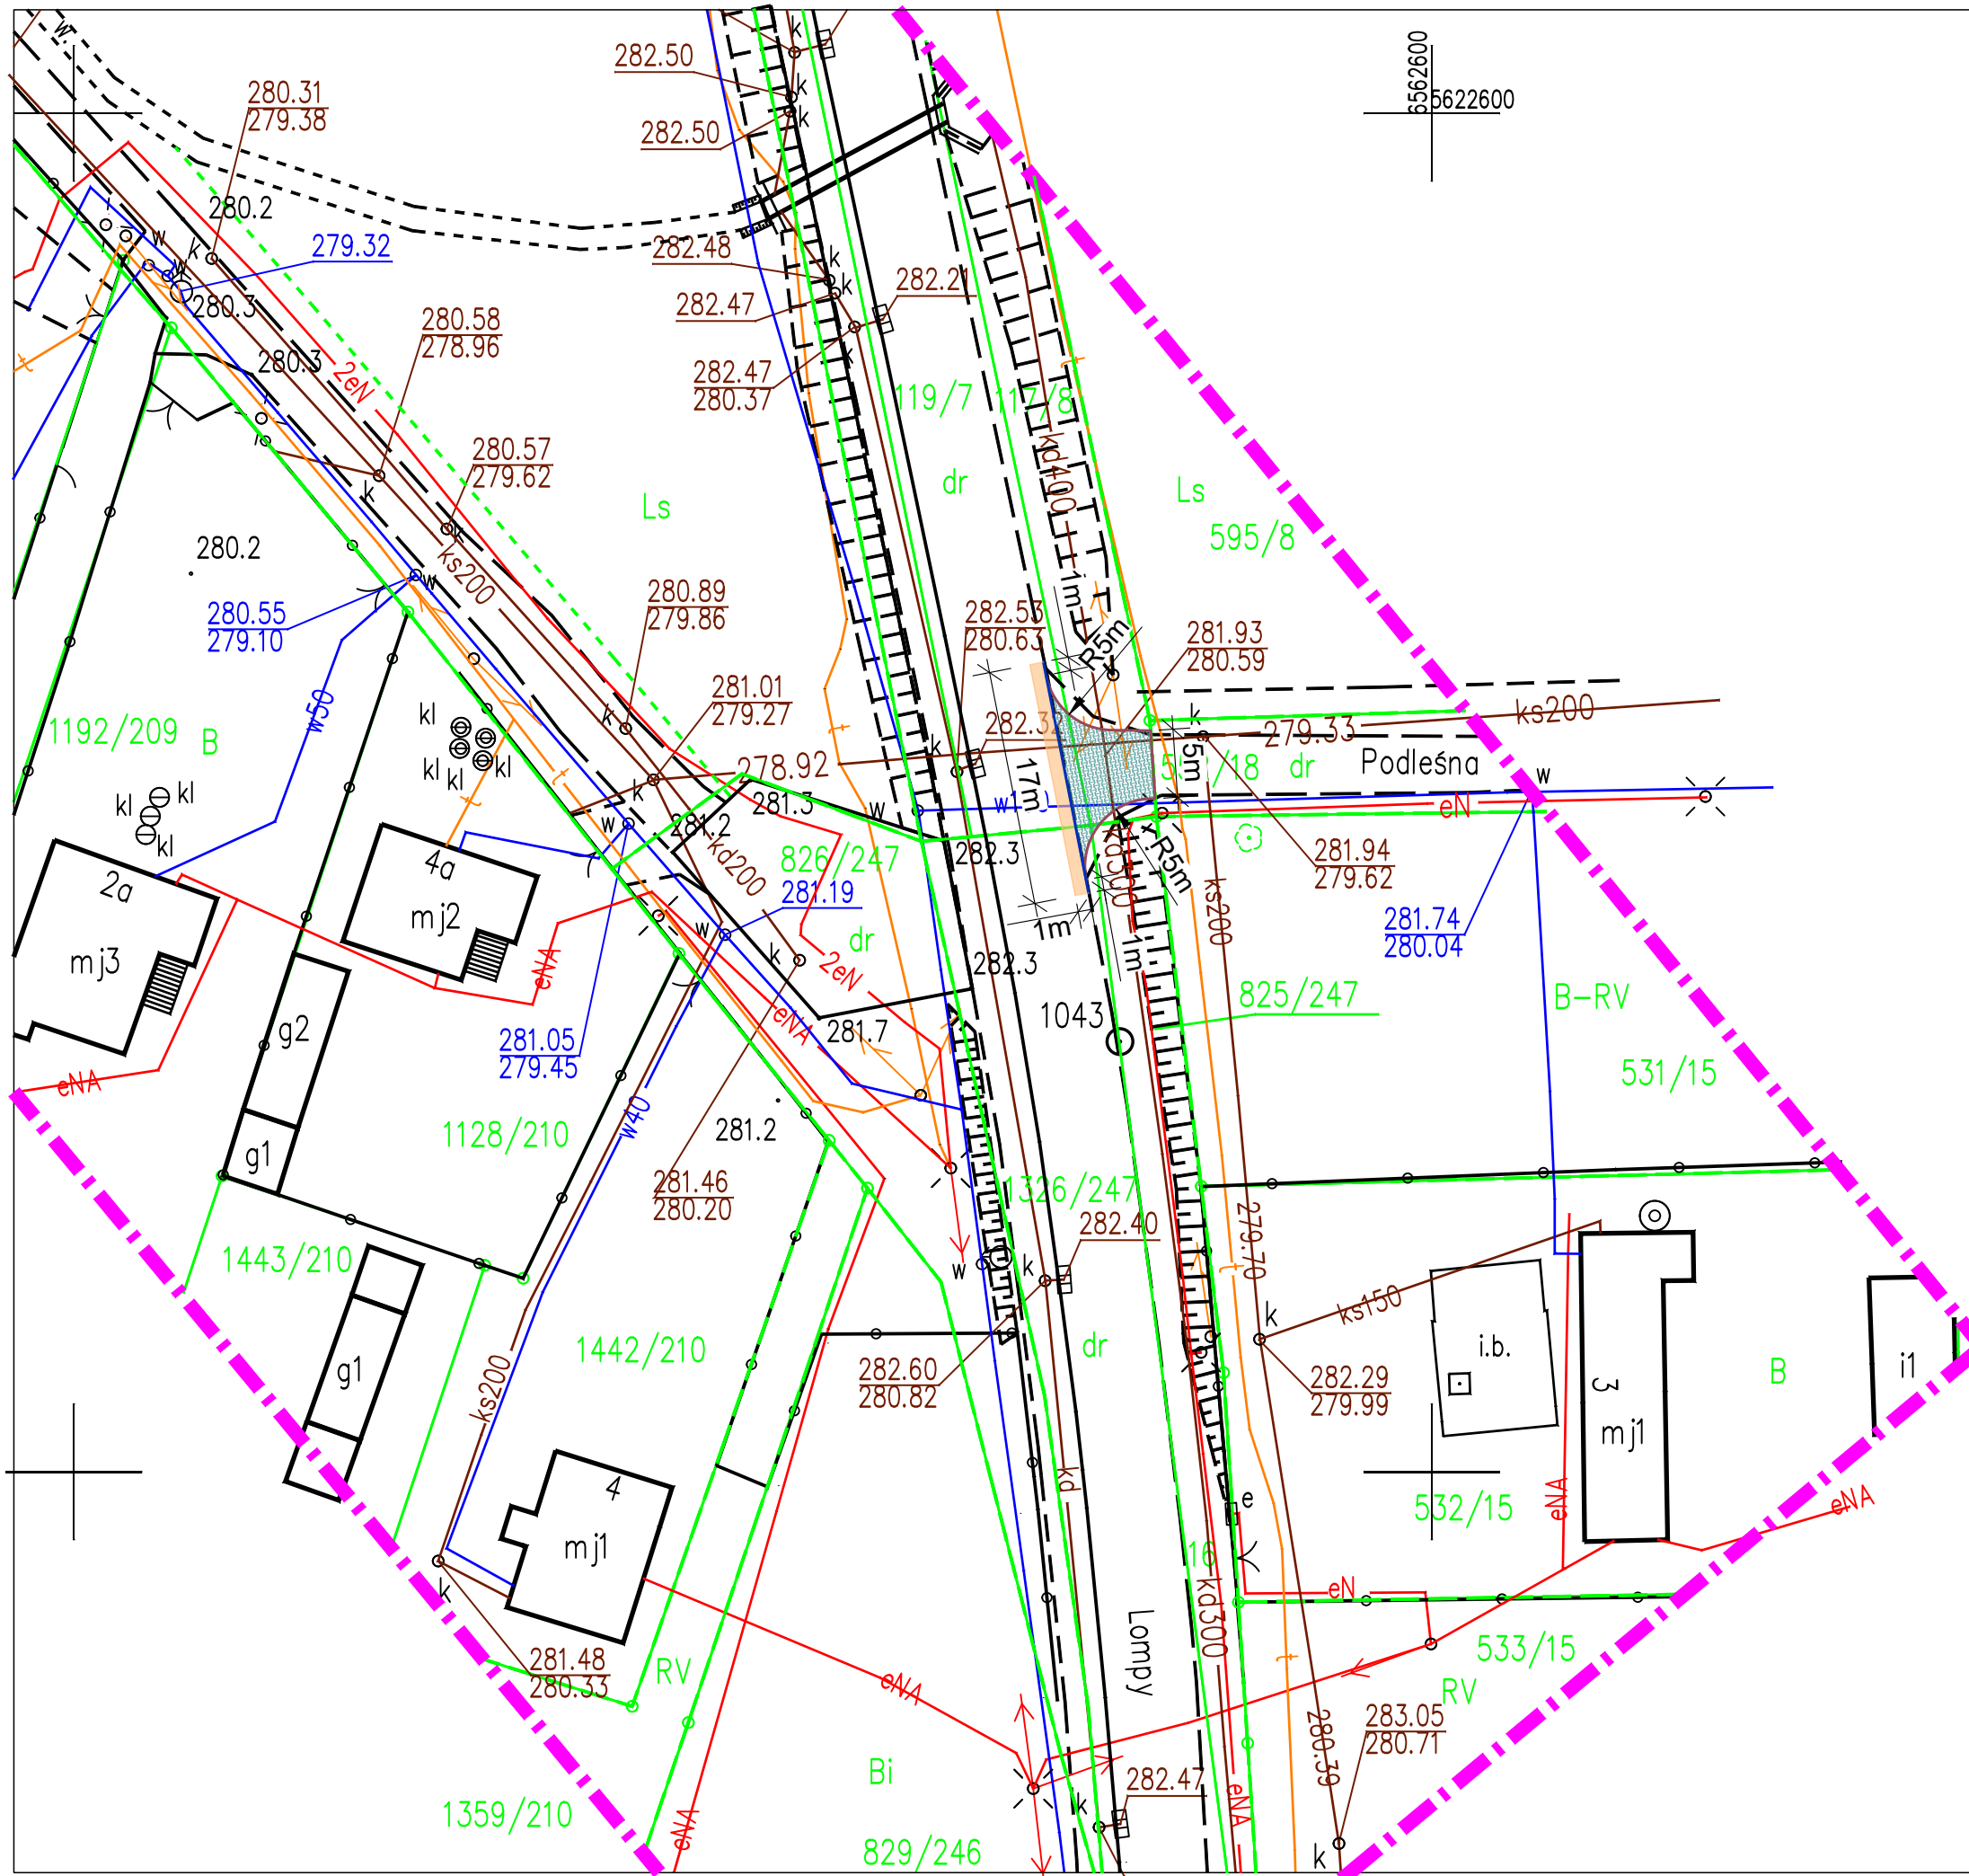 w.
k
282.50
k
6562600
5622600
280.31
279.38
k
282.50
280.2
w
k
279.32
282.48
k
282.21
w
280.3
k
282.47
280.58
278.96
280.3
2eN
k
t
t
282.47
280.37
119/7
117/8
kd400
280.57
279.62
dr
Ls
Ls
595/8
k
k
280.2
ks200
w
1m
280.55
279.10
280.89
279.86
282.53
280.63
281.93
280.59
R5m
w50
281.01
279.27
kl
k
t
282.32
k
k
279.33
ks200
1192/209
B
kl
kl
kl
t
278.92
17m
5m
dr
Podleśna
w
kl
kl
k
281.3
w
eN
kl
t
w
281.2
826/247
282.3
R5m
281.94
279.62
2a
4a
kd200
kd500
ks200
mj2
281.19
w
dr
1m
1m
281.74
280.04
mj3
eNA
k
2eN
282.3
825/247
B-RV
g2
eNA
281.7
1043
281.05
279.45
eNA
531/15
w40
1128/210
281.2
g1
281.46
280.20
1326/247
282.40
279.70
1443/210
w
k
t
k
ks150
1442/210
dr
i.b.
g1
282.60
280.82
282.29
279.99
3
B
i1
ks200
mj1
4
kd
e
532/15
eNA
eNA
mj1
16
k
kd300
eN
Lompy
533/15
281.48
280.33
RV
eNA
t
RV
280.39
283.05
280.71
Bi
282.47
1359/210
eNA
k
eNA
829/246
k